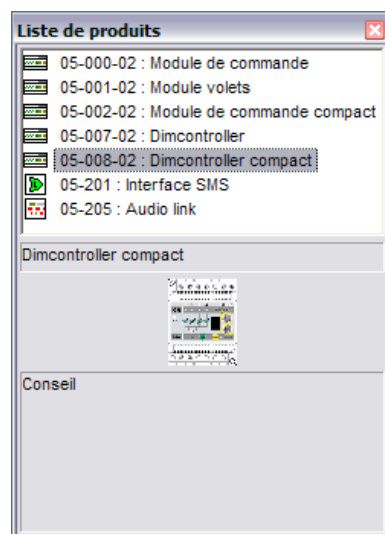 Liste de produits
05-000-02 : Module de commande
05-001-02 : Module volets
05-002-02 : Module de commande compact
05-007-02 : Dimcontroller
05-008-02 : Dimcontroller compact
05-201 : Interface SMS
05-205 : Audio link
Dimcontroller compact
Conseil